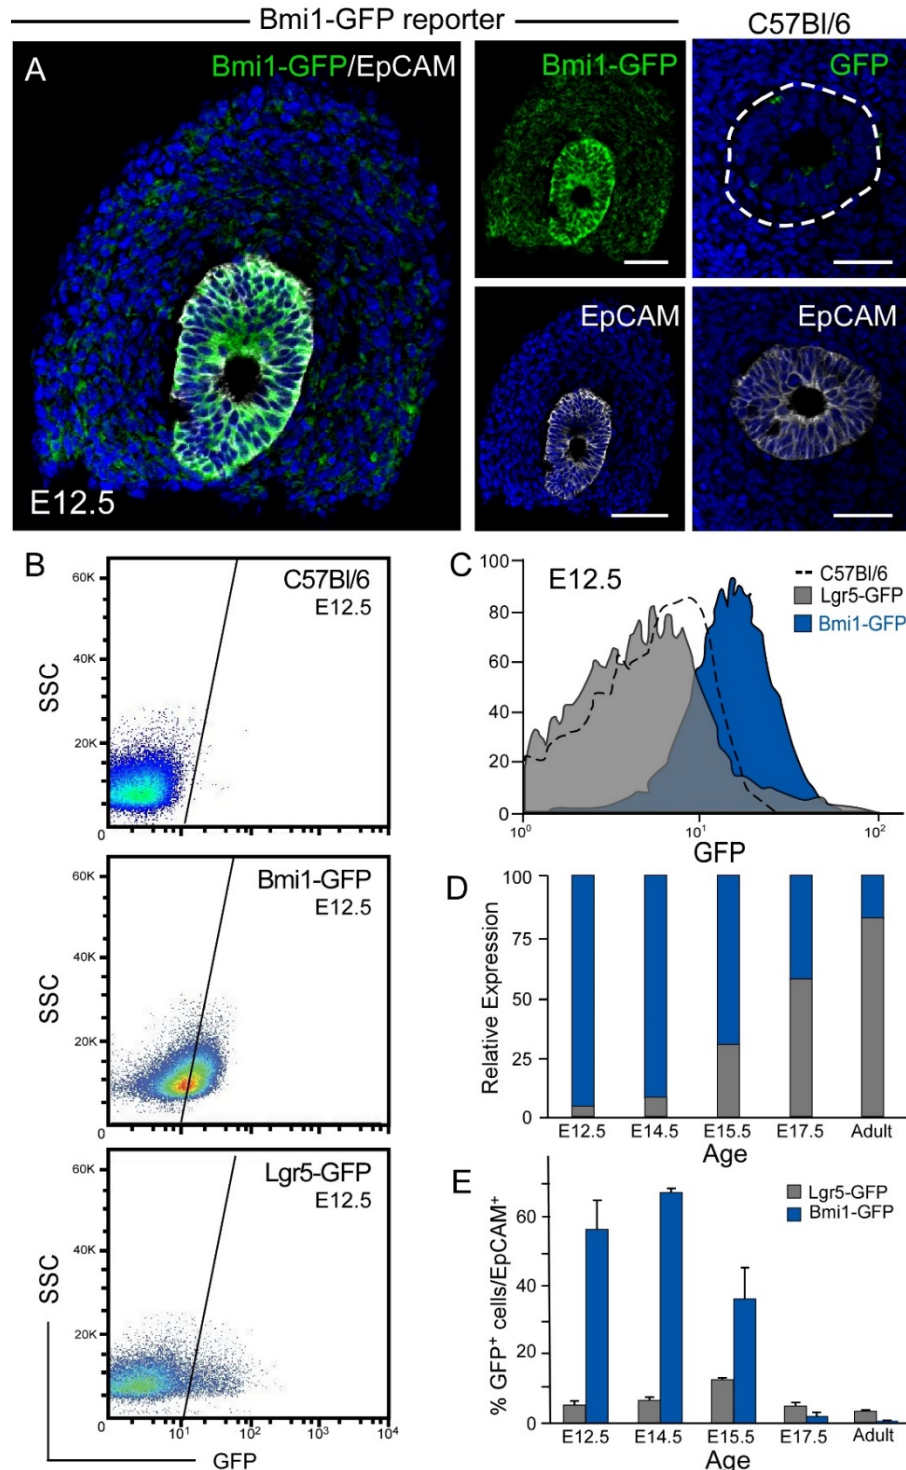 Bmi1-GFP reporter
C57Bl/6
A
Bmi1-GFP/EpCAM
E12.5
Bmi1-GFP
GFP
EpCAM
EpCAM
B
C57Bl/6
E12.5
SSC
60K
40K
20K
0
Bmi1-GFP
E12.5
SSC
60K
40K
20K
0
Lgr5-GFP
E12.5
SSC
60K
40K
20K
0
10¹
10²
10³
10⁴
GFP
C
E12.5
C57Bl/6
Lgr5-GFP
Bmi1-GFP
100
80
60
40
20
0
10⁰
10¹
10²
GFP
D
Relative Expression
100
75
50
25
0
E12.5 E14.5 E15.5 E17.5 Adult
Age
E
Lgr5-GFP
Bmi1-GFP
% GFP⁺ cells/EpCAM⁺
60
40
20
0
E12.5 E14.5 E15.5 E17.5 Adult
Age